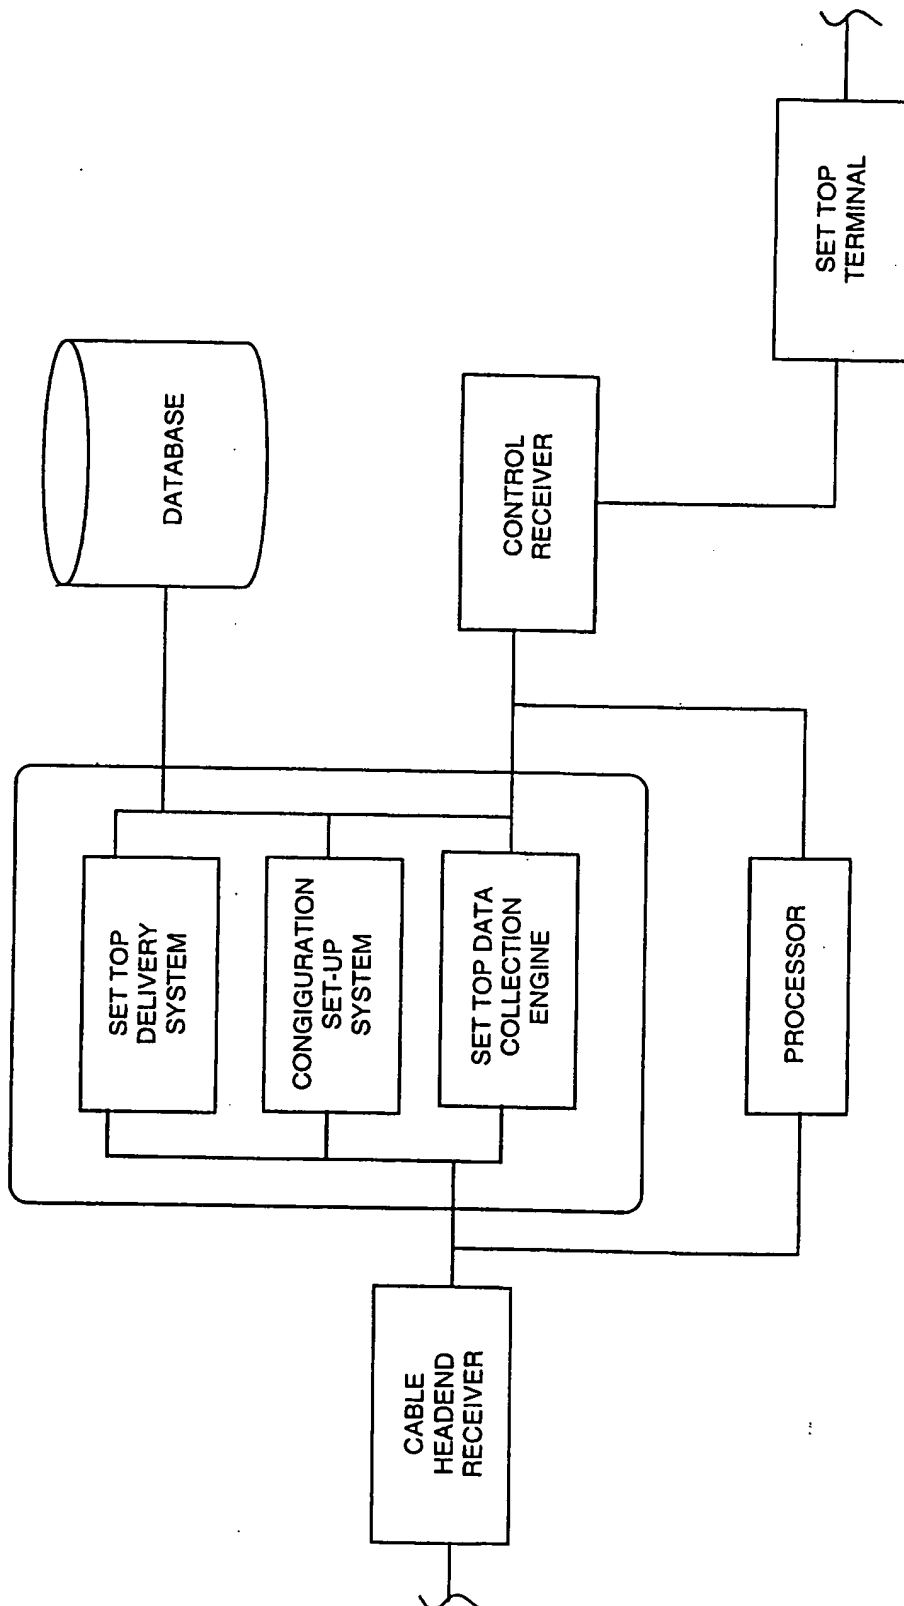 CABLE
HEADEND
RECEIVER
SET TOP
DELIVERY
SYSTEM
CONGIGURATION
SET-UP
SYSTEM
SET TOP DATA
COLLECTION
ENGINE
PROCESSOR
DATABASE
CONTROL
RECEIVER
SET TOP
TERMINAL